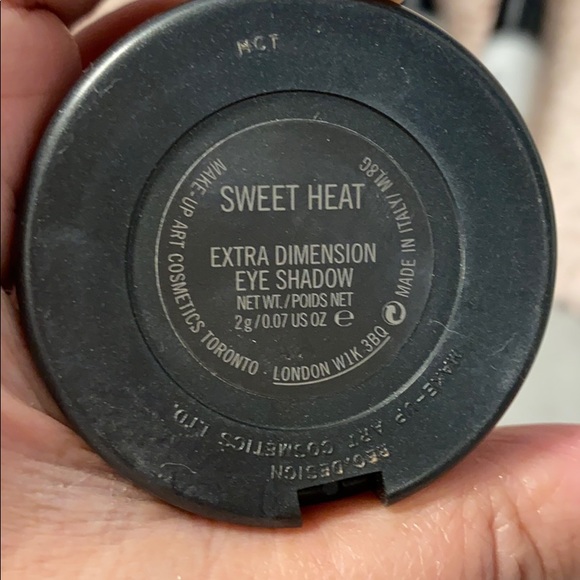 MCT
SWEET HEAT
EXTRA DIMENSION
EYE SHADOW
NET WT./POIDS NET
2g/0.07 US OZ ℮
MAKE-UP ART COSMETICS TORONTO · LONDON W1K 3BQ
MADE IN ITALY/ ML8G
REG.DESIGN
MAKE-UP ART COSMETICS LTD.